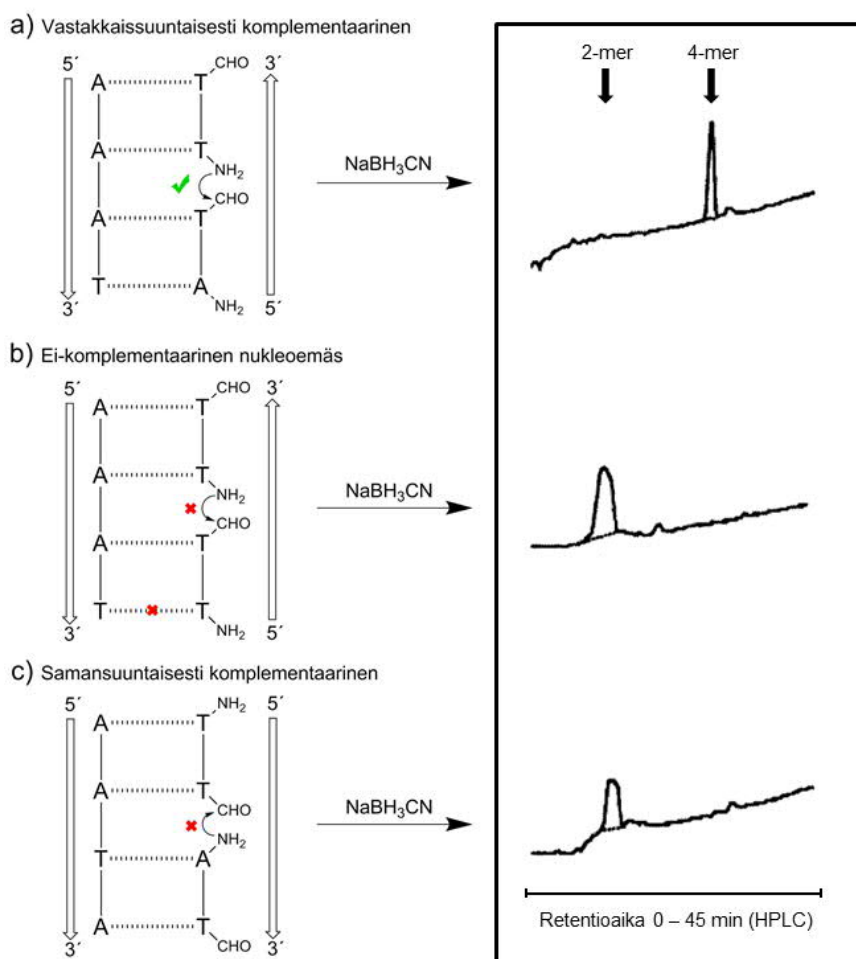 a) Vastakkaissuuntaisesti komplementaarinen
5´ 3´
A T CHO
A T NH₂
CHO
A T
T A NH₂
3´ 5´
NaBH₃CN
2-mer 4-mer
b) Ei-komplementaarinen nukleoemäs
5´ 3´
A T CHO
A T NH₂
CHO
A T
T T NH₂
3´ 5´
NaBH₃CN
c) Samansuuntaisesti komplementaarinen
5´ 5´
A T NH₂
A T CHO
NH₂
T A
A T CHO
3´ 3´
NaBH₃CN
Retentioaika 0 – 45 min (HPLC)